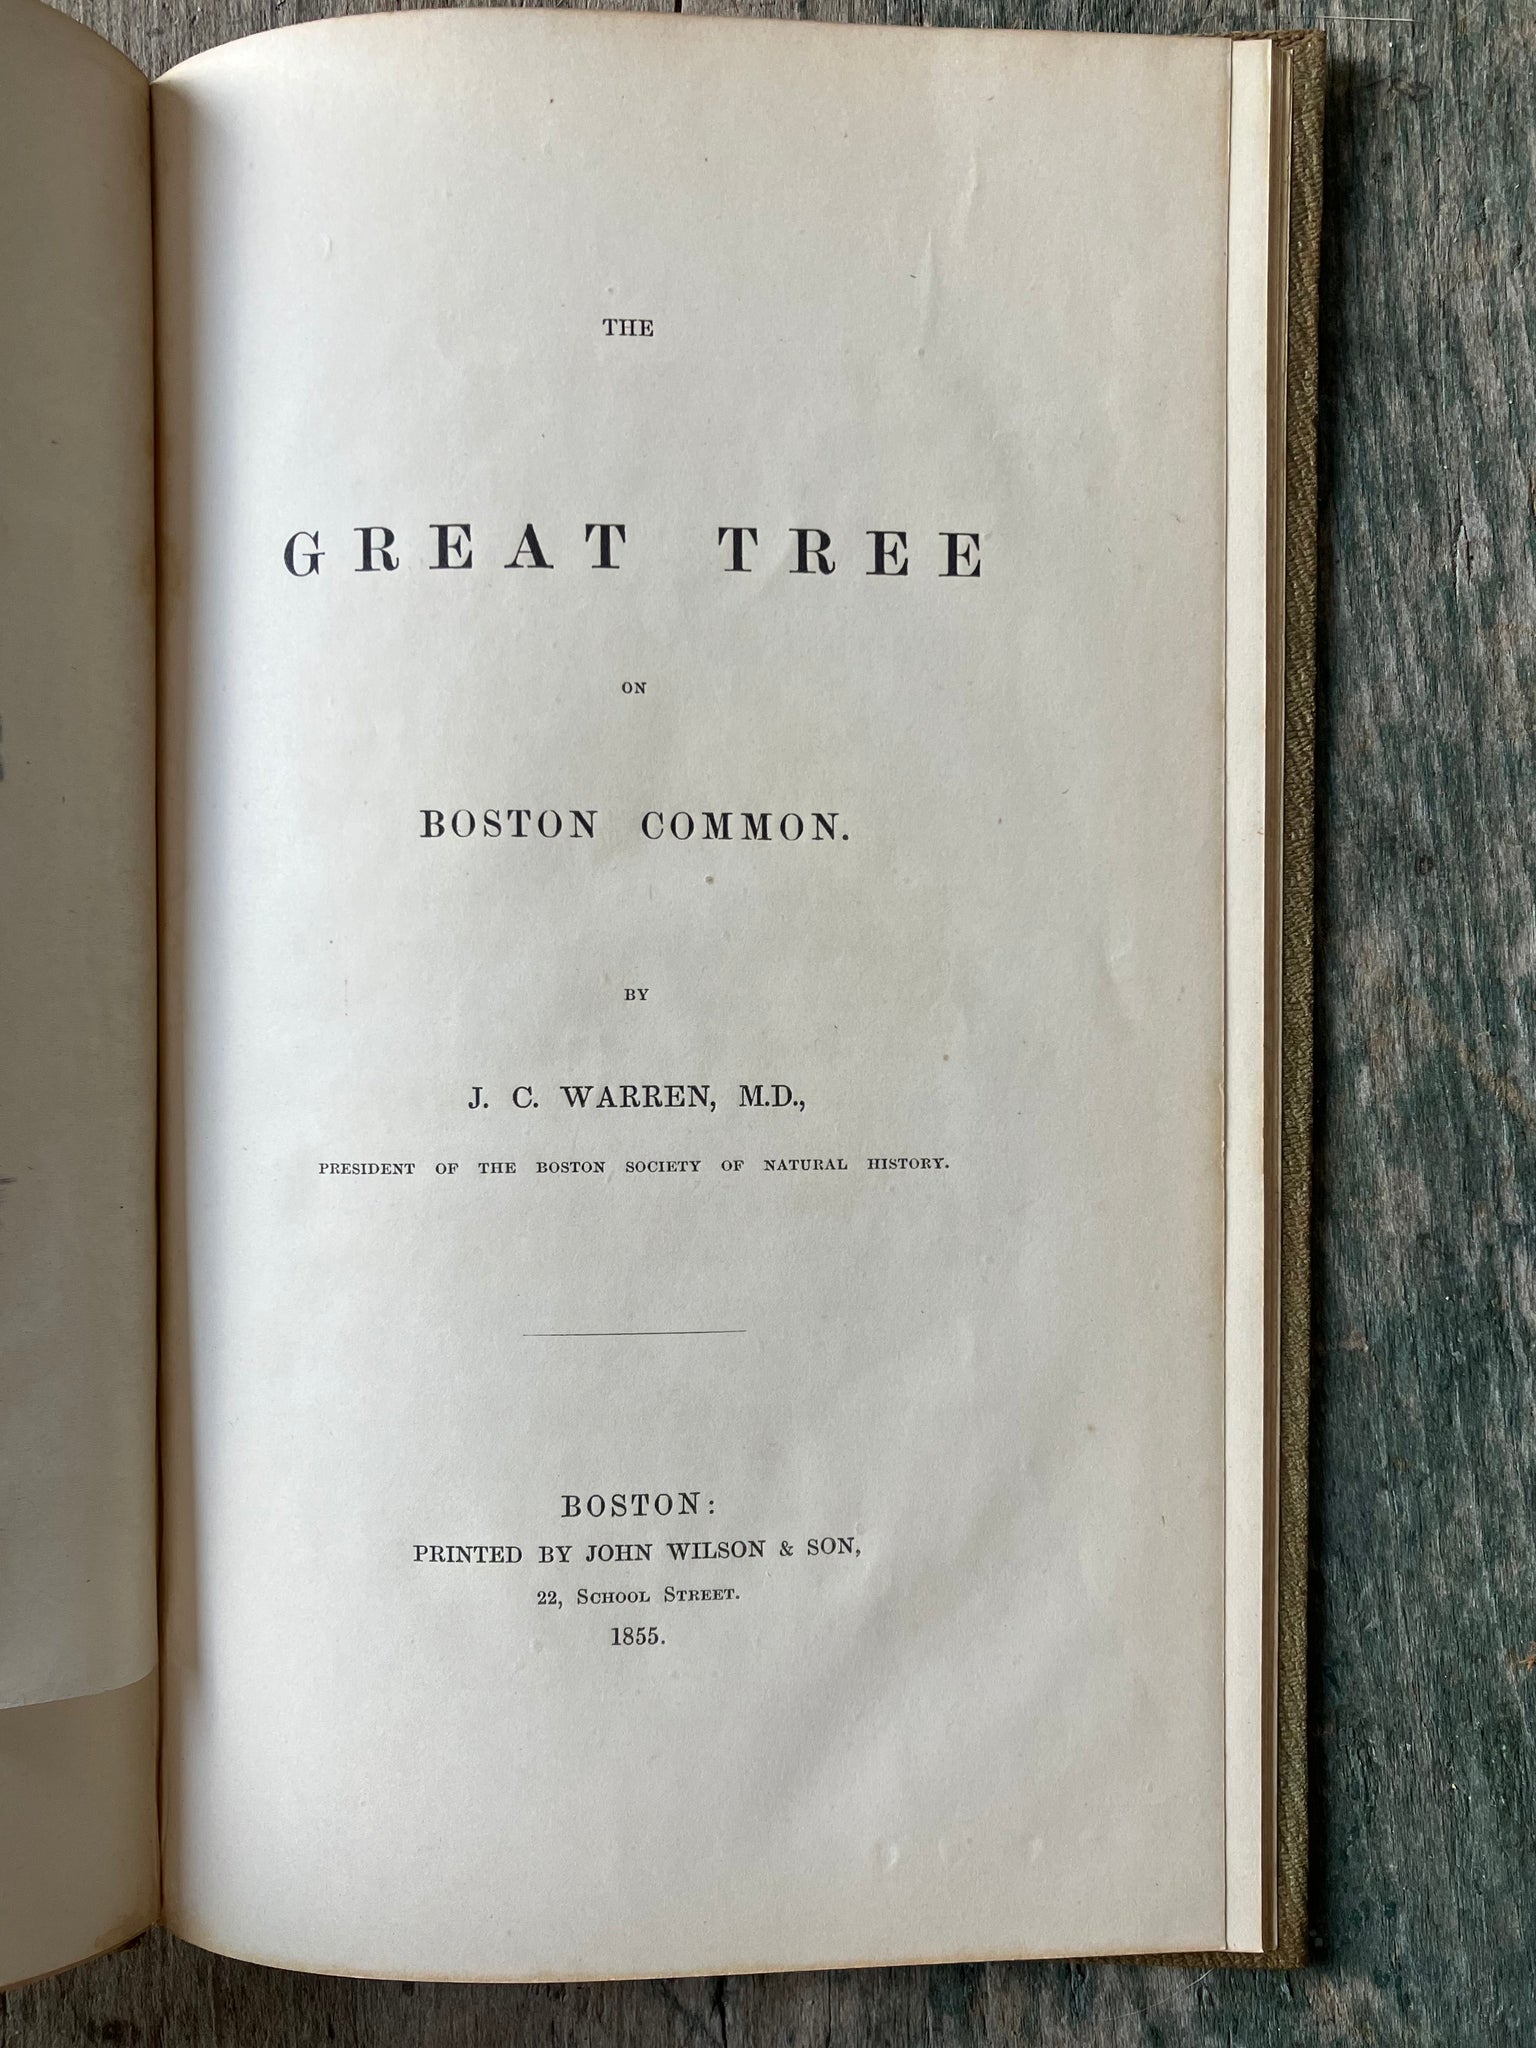 THE
GREAT TREE
ON
BOSTON COMMON.
BY
J. C. WARREN, M.D.,
PRESIDENT OF THE BOSTON SOCIETY OF NATURAL HISTORY.
BOSTON:
PRINTED BY JOHN WILSON & SON,
22, SCHOOL STREET.
1855.